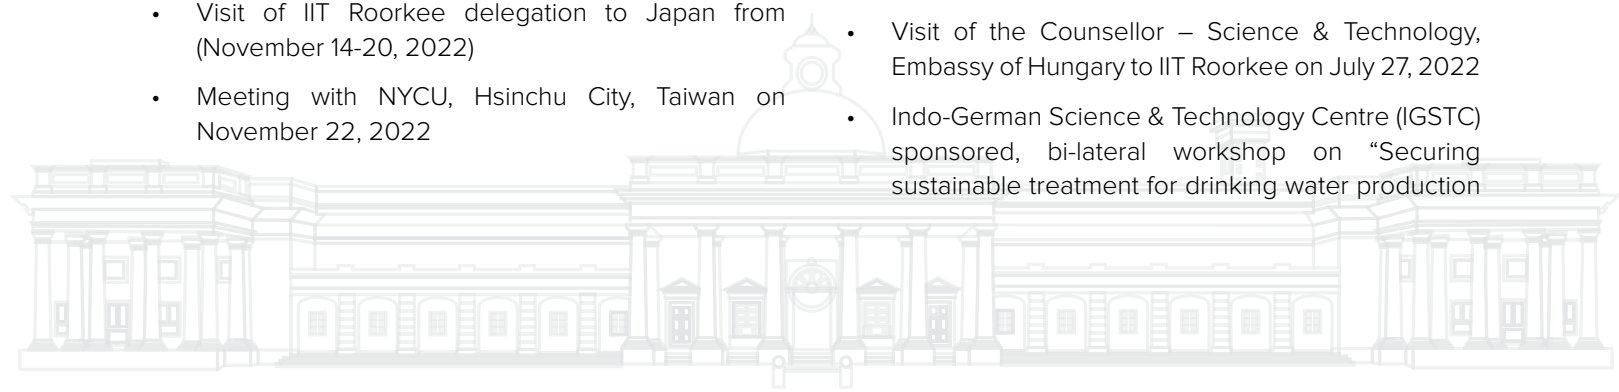 • Visit of IIT Roorkee delegation to Japan from
(November 14-20, 2022)
• Meeting with NYCU, Hsinchu City, Taiwan on
November 22, 2022
• Visit of the Counsellor – Science & Technology,
Embassy of Hungary to IIT Roorkee on July 27, 2022
• Indo-German Science & Technology Centre (IGSTC)
sponsored, bi-lateral workshop on “Securing
sustainable treatment for drinking water production